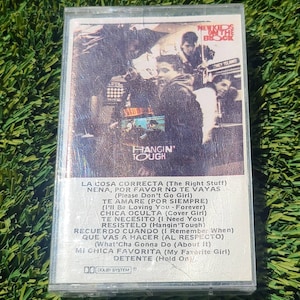 NEW KIDS
ON THE
BLOCK
HANGIN'
TOUGH
LA COSA CORRECTA (The Right Stuff)
NENA, POR FAVOR NO TE VAYAS
(Please Don't Go Girl)
TE AMARE (POR SIEMPRE)
(I'll Be Loving You - Forever)
CHICA OCULTA (Cover Girl)
TE NECESITO (I Need You)
RESISTELO (Hangin' Tough)
RECUERDO CUANDO (I Remember When)
QUE VAS A HACER (AL RESPECTO)
(What'Cha Gonna Do (About It)
MI CHICA FAVORITA (My Favorite Girl)
DETENTE (Hold On)
DOLBY SYSTEM